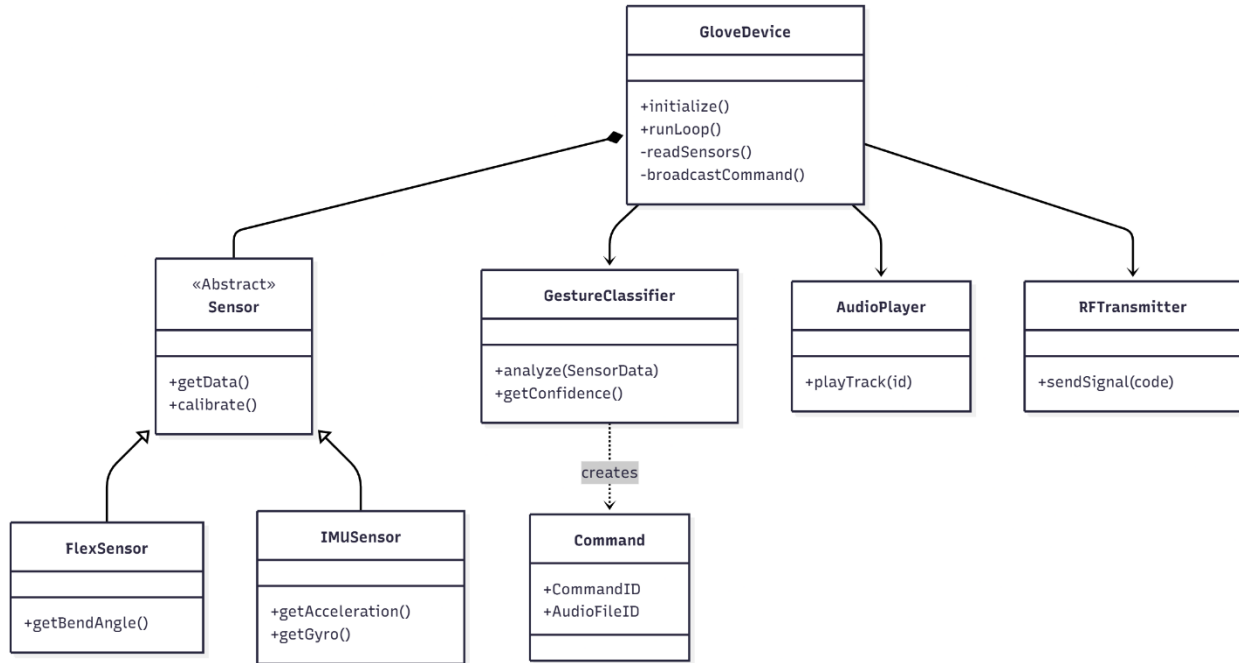 GloveDevice
+initialize()
+runLoop()
-readSensors()
-broadcastCommand()
«Abstract»
Sensor
+getData()
+calibrate()
GestureClassifier
+analyze(SensorData)
+getConfidence()
AudioPlayer
+playTrack(id)
RFTransmitter
+sendSignal(code)
creates
FlexSensor
+getBendAngle()
IMUSensor
+getAcceleration()
+getGyro()
Command
+CommandID
+AudioFileID